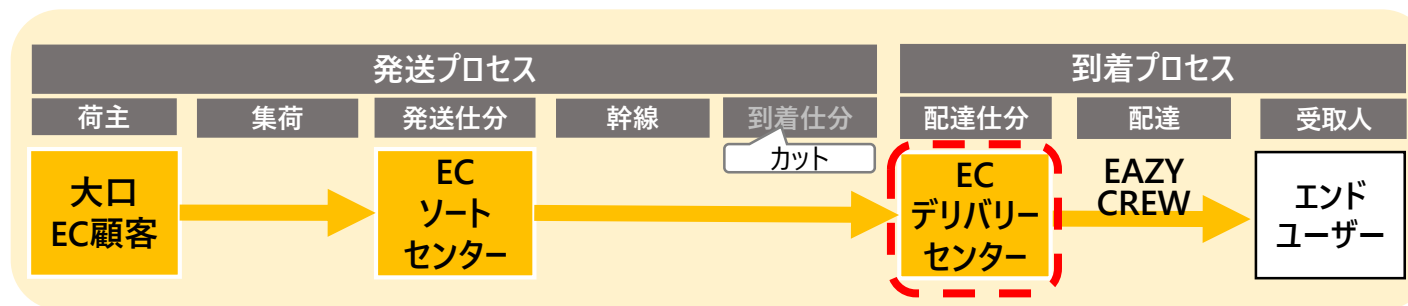 発送プロセス
到着プロセス
荷主
集荷
発送仕分
幹線
到着仕分
配達仕分
配達
受取人
カット
大口
EC顧客
EC
ソート
センター
EC
デリバリー
センター
EAZY
CREW
エンド
ユーザー